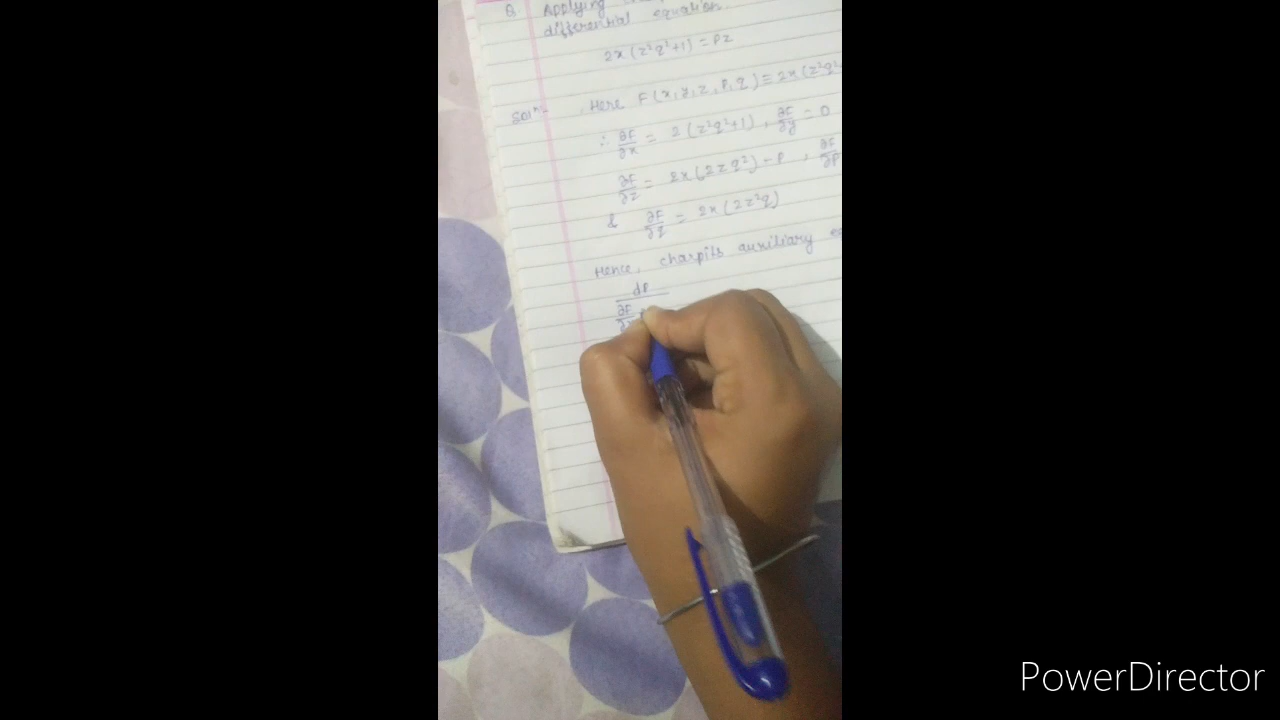 Q Applying
differential equation.
2x (z²q²+1) = Pz
Solⁿ:- Here F(x, y, z, P, q) ≡ 2x(z²q²
∴ ∂F/∂x = 2 (z²q²+1), ∂F/∂y = 0
∂F/∂z = 2x(2zq²) - P , ∂F/∂P
& ∂F/∂q = 2x(2z²q)
Hence, charpits auxiliary
dP
∂F
PowerDirector